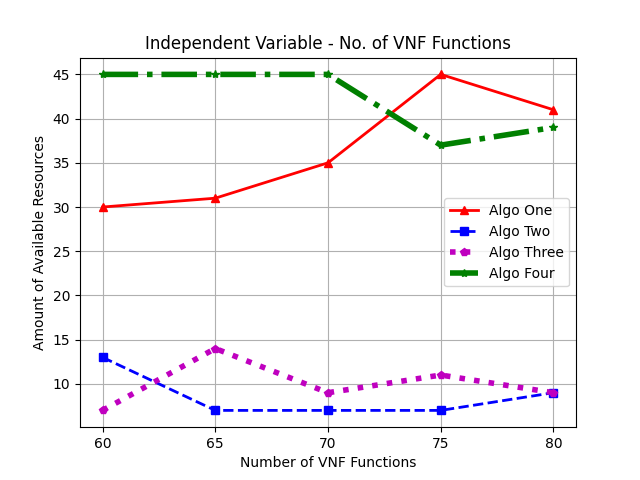 Independent Variable - No. of VNF Functions
Amount of Available Resources
45
40
35
30
25
20
15
10
Algo One
Algo Two
Algo Three
Algo Four
60 65 70 75 80
Number of VNF Functions